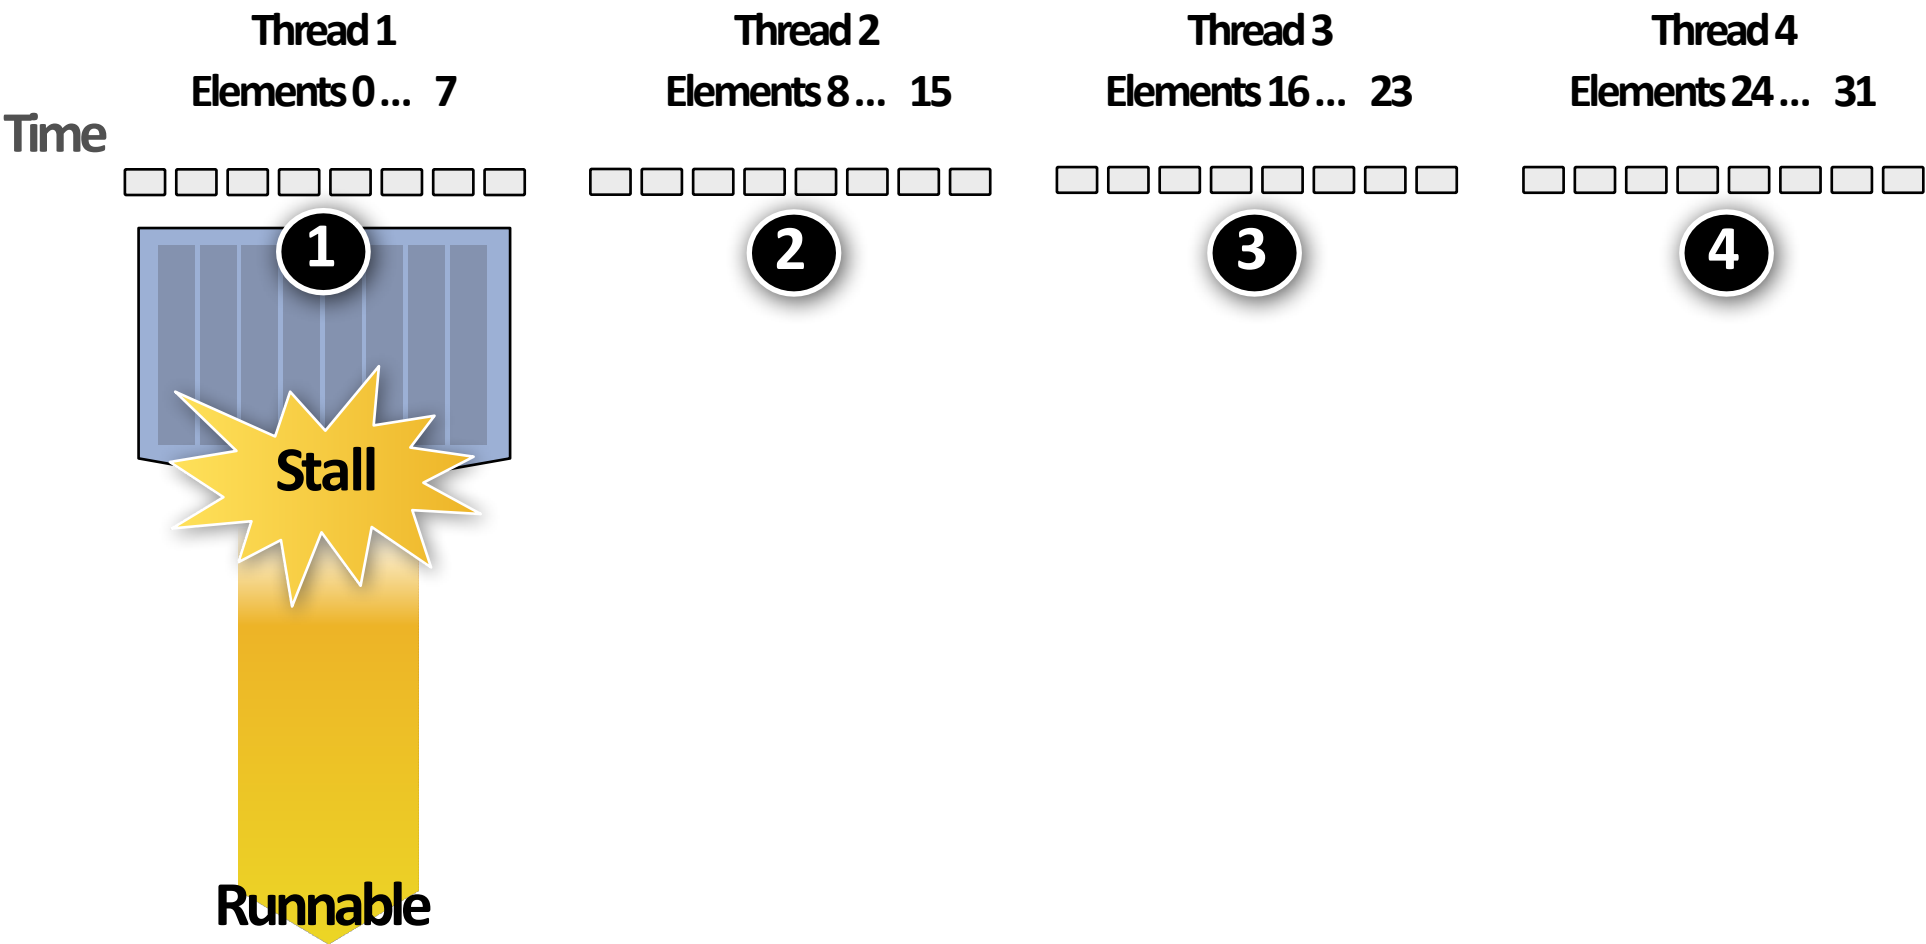 Thread 1
Thread 2
Thread 3
Thread 4
Elements 0 ... 7
Elements 8 ... 15
Elements 16 ... 23
Elements 24 ... 31
Time
1
2
3
4
Stall
Runnable